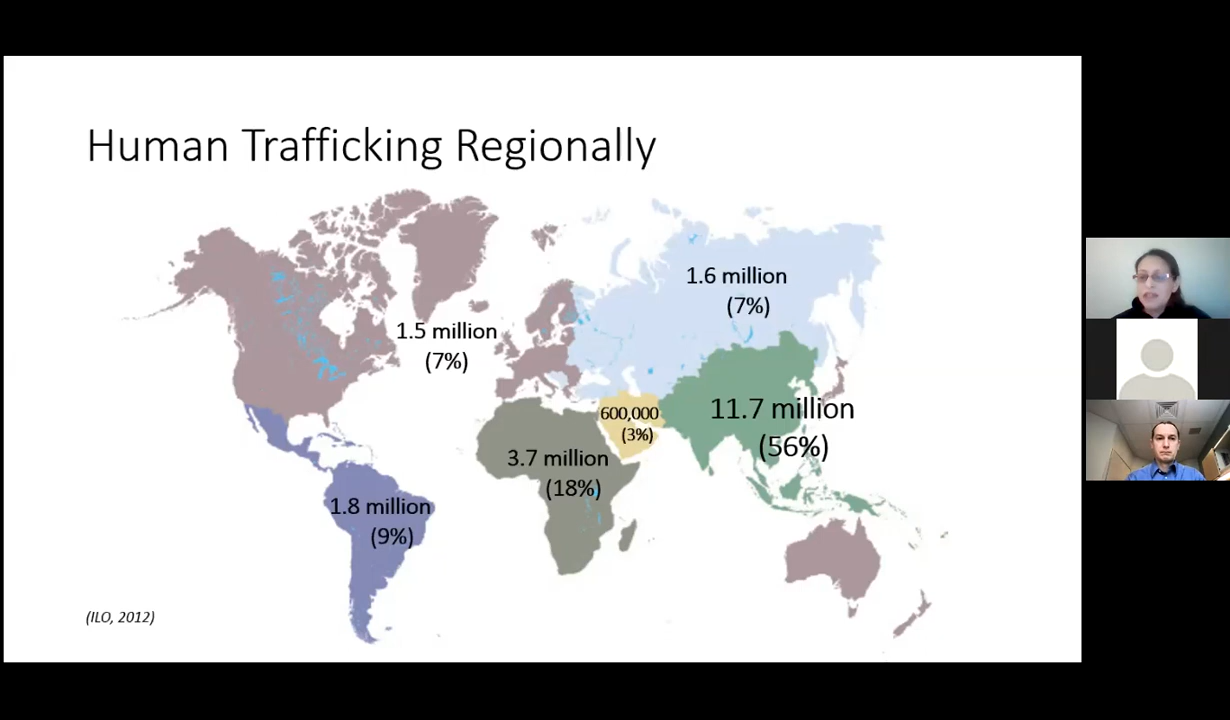 Human Trafficking Regionally
1.6 million
(7%)
1.5 million
(7%)
11.7 million
(56%)
600,000
(3%)
3.7 million
(18%)
1.8 million
(9%)
(ILO, 2012)